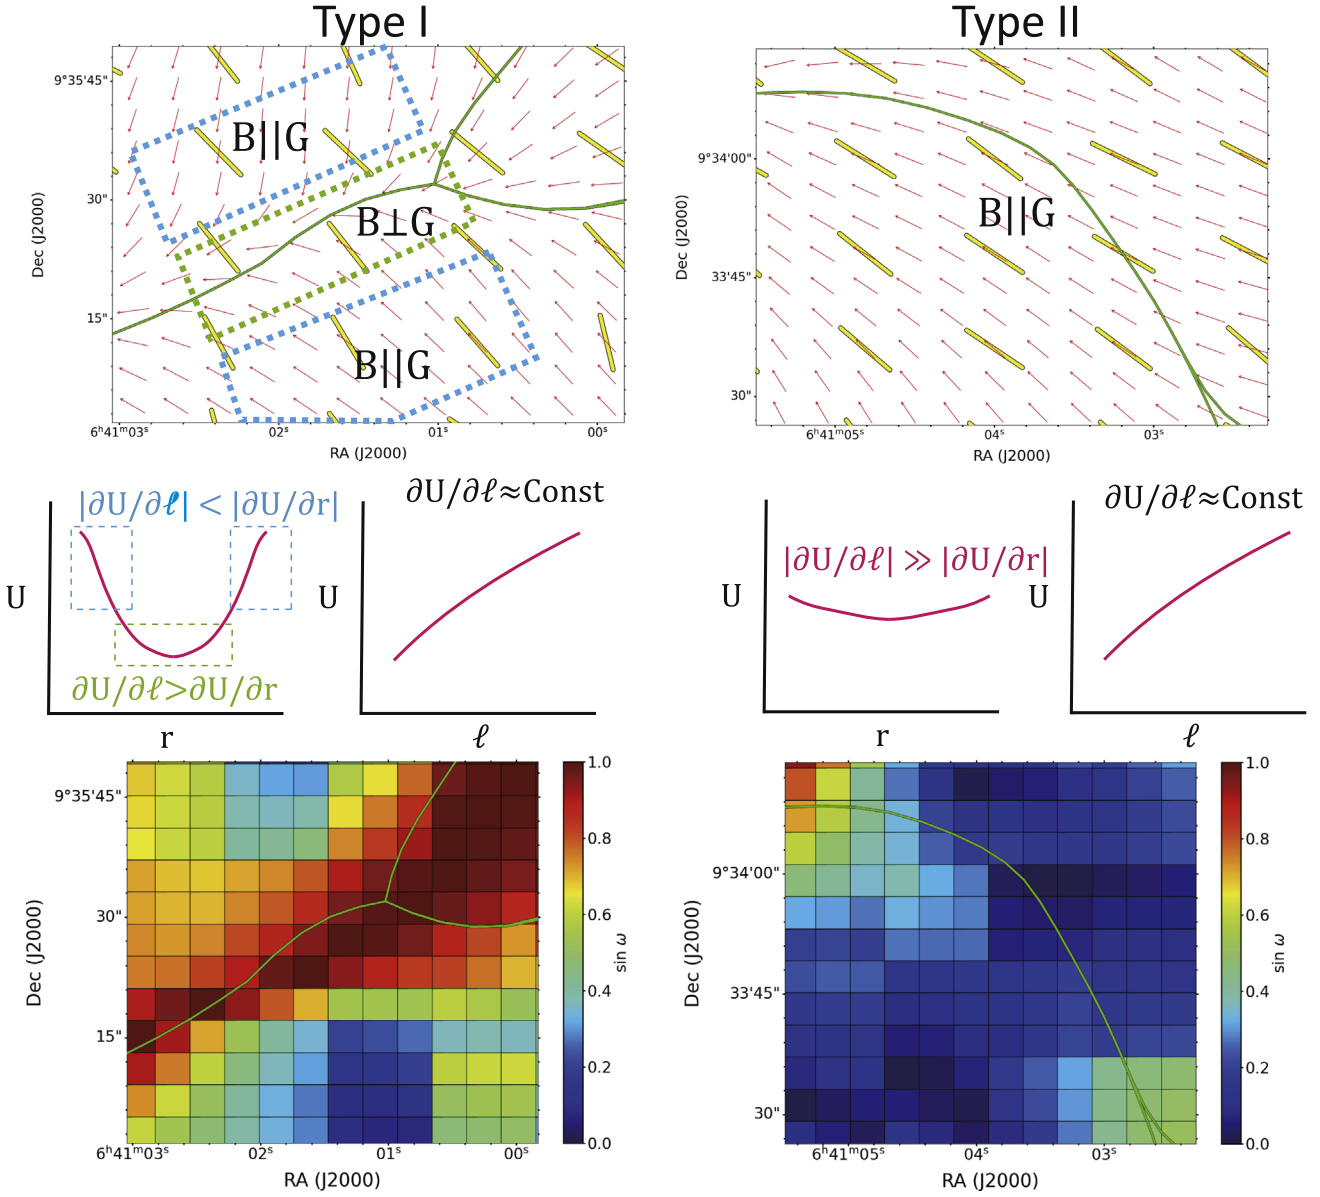 Type I
Type II
9°35'45"
30"
15"
Dec (J2000)
B||G
B⊥G
B||G
6ʰ41ᵐ03ˢ
02ˢ
01ˢ
00ˢ
RA (J2000)
9°34'00"
33'45"
30"
Dec (J2000)
B||G
6ʰ41ᵐ05ˢ
04ˢ
03ˢ
RA (J2000)
|∂U/∂ℓ| < |∂U/∂r|
U
∂U/∂ℓ>∂U/∂r
r
∂U/∂ℓ≈Const
U
ℓ
|∂U/∂ℓ| ≫ |∂U/∂r|
U
r
∂U/∂ℓ≈Const
U
ℓ
9°35'45"
30"
15"
Dec (J2000)
6ʰ41ᵐ03ˢ
02ˢ
01ˢ
00ˢ
RA (J2000)
1.0
0.8
0.6
0.4
0.2
0.0
sin ω
9°34'00"
33'45"
30"
Dec (J2000)
6ʰ41ᵐ05ˢ
04ˢ
03ˢ
RA (J2000)
1.0
0.8
0.6
0.4
0.2
0.0
sin ω